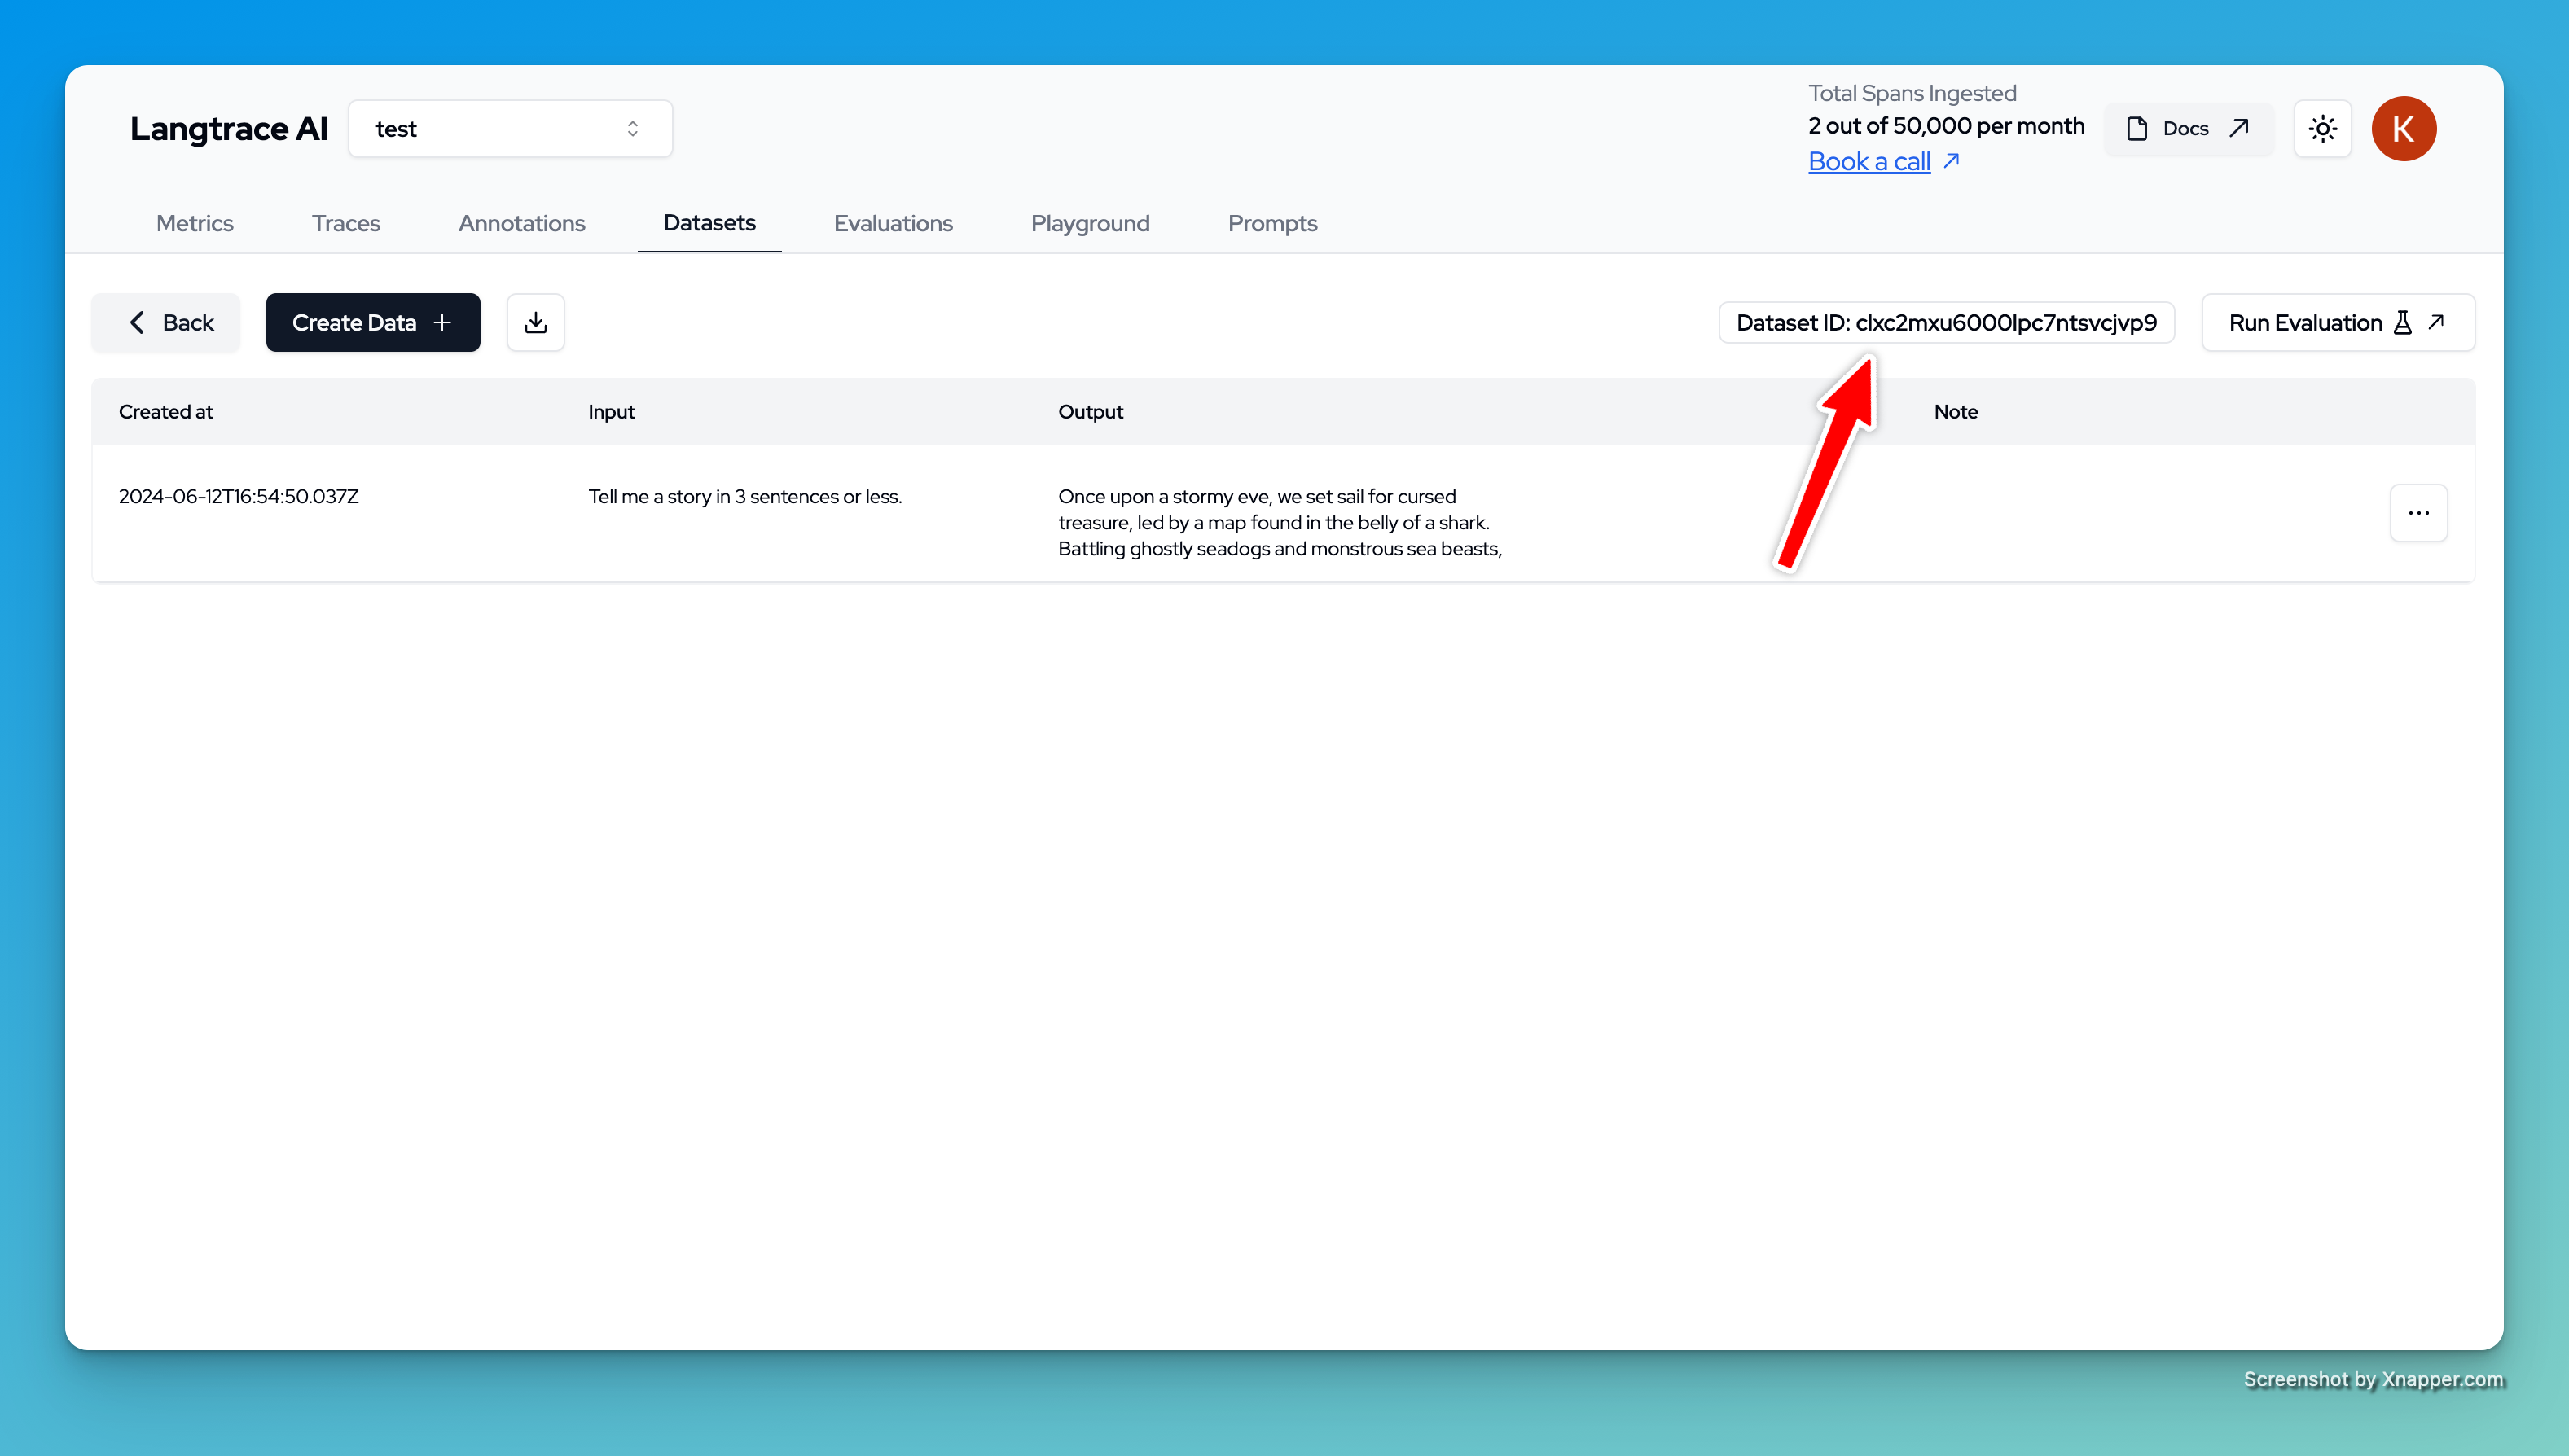 Langtrace AI
test
Total Spans Ingested
2 out of 50,000 per month
Book a call
Docs
K
Metrics
Traces
Annotations
Datasets
Evaluations
Playground
Prompts
Back
Create Data
Dataset ID: clxc2mxu6000lpc7ntsvcjvp9
Run Evaluation
Created at
Input
Output
Note
2024-06-12T16:54:50.037Z
Tell me a story in 3 sentences or less.
Once upon a stormy eve, we set sail for cursed
treasure, led by a map found in the belly of a shark.
Battling ghostly seadogs and monstrous sea beasts,
Screenshot by Xnapper.com